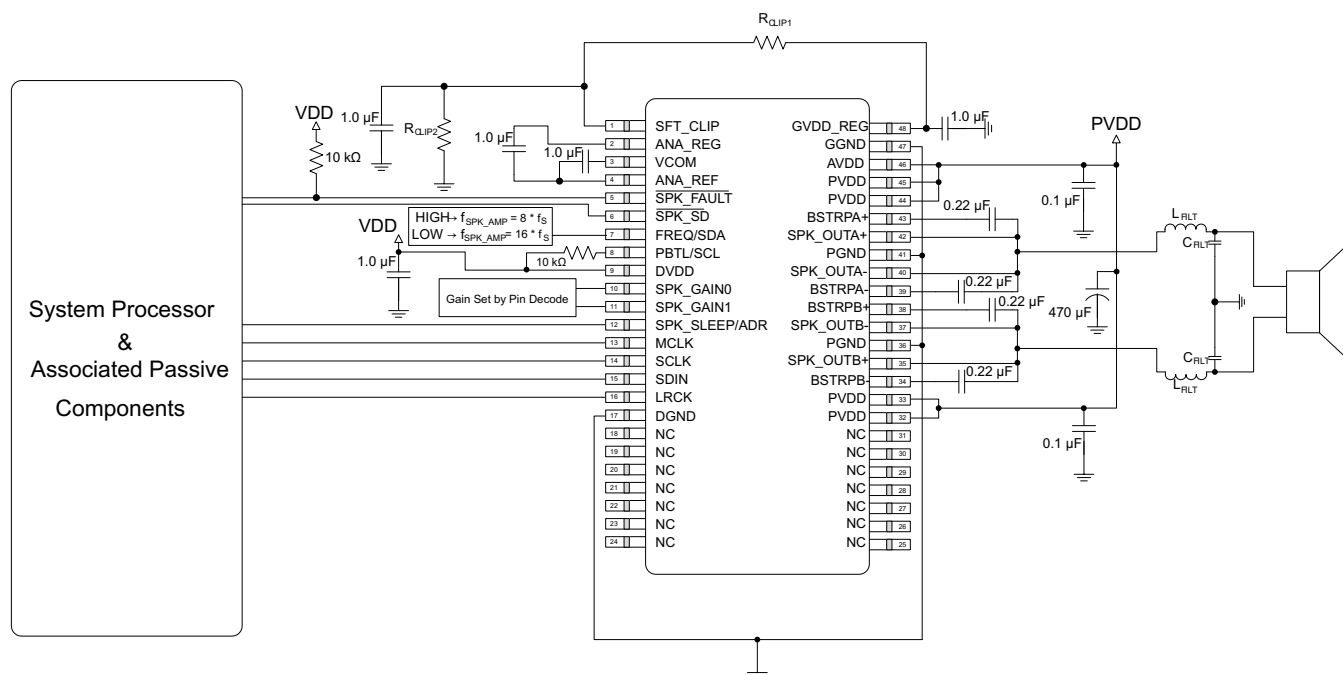 R_CLIP1
System Processor
&
Associated Passive
Components
VDD
10 kΩ
1.0 µF
R_CLIP2
1.0 µF
1.0 µF
HIGH→ f_SPK_AMP = 8 * f_S
LOW → f_SPK_AMP = 16 * f_S
VDD
1.0 µF
10 kΩ
Gain Set by Pin Decode
1 SFT_CLIP
2 ANA_REG
3 VCOM
4 ANA_REF
5 SPK_FAULT
6 SPK_SD
7 FREQ/SDA
8 PBTL/SCL
9 DVDD
10 SPK_GAIN0
11 SPK_GAIN1
12 SPK_SLEEP/ADR
13 MCLK
14 SCLK
15 SDIN
16 LRCK
17 DGND
18 NC
19 NC
20 NC
21 NC
22 NC
23 NC
24 NC
GVDD_REG 48
GGND 47
AVDD 46
PVDD 45
PVDD 44
BSTRPA+ 43
SPK_OUTA+ 42
PGND 41
SPK_OUTA- 40
BSTRPA- 39
BSTRPB+ 38
SPK_OUTB- 37
PGND 36
SPK_OUTB+ 35
BSTRPB- 34
PVDD 33
PVDD 32
NC 31
NC 30
NC 29
NC 28
NC 27
NC 26
NC 25
1.0 µF
PVDD
0.1 µF
0.22 µF
0.22 µF
0.22 µF
0.22 µF
470 µF
0.1 µF
L_FILT
C_FILT
C_FILT
L_FILT